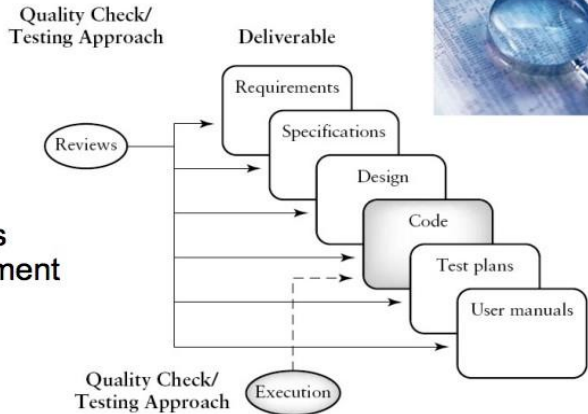 Quality Check/
Testing Approach
Deliverable
Requirements
Specifications
Reviews
Design
Code
s
ment
Test plans
User manuals
Quality Check/
Testing Approach
Execution